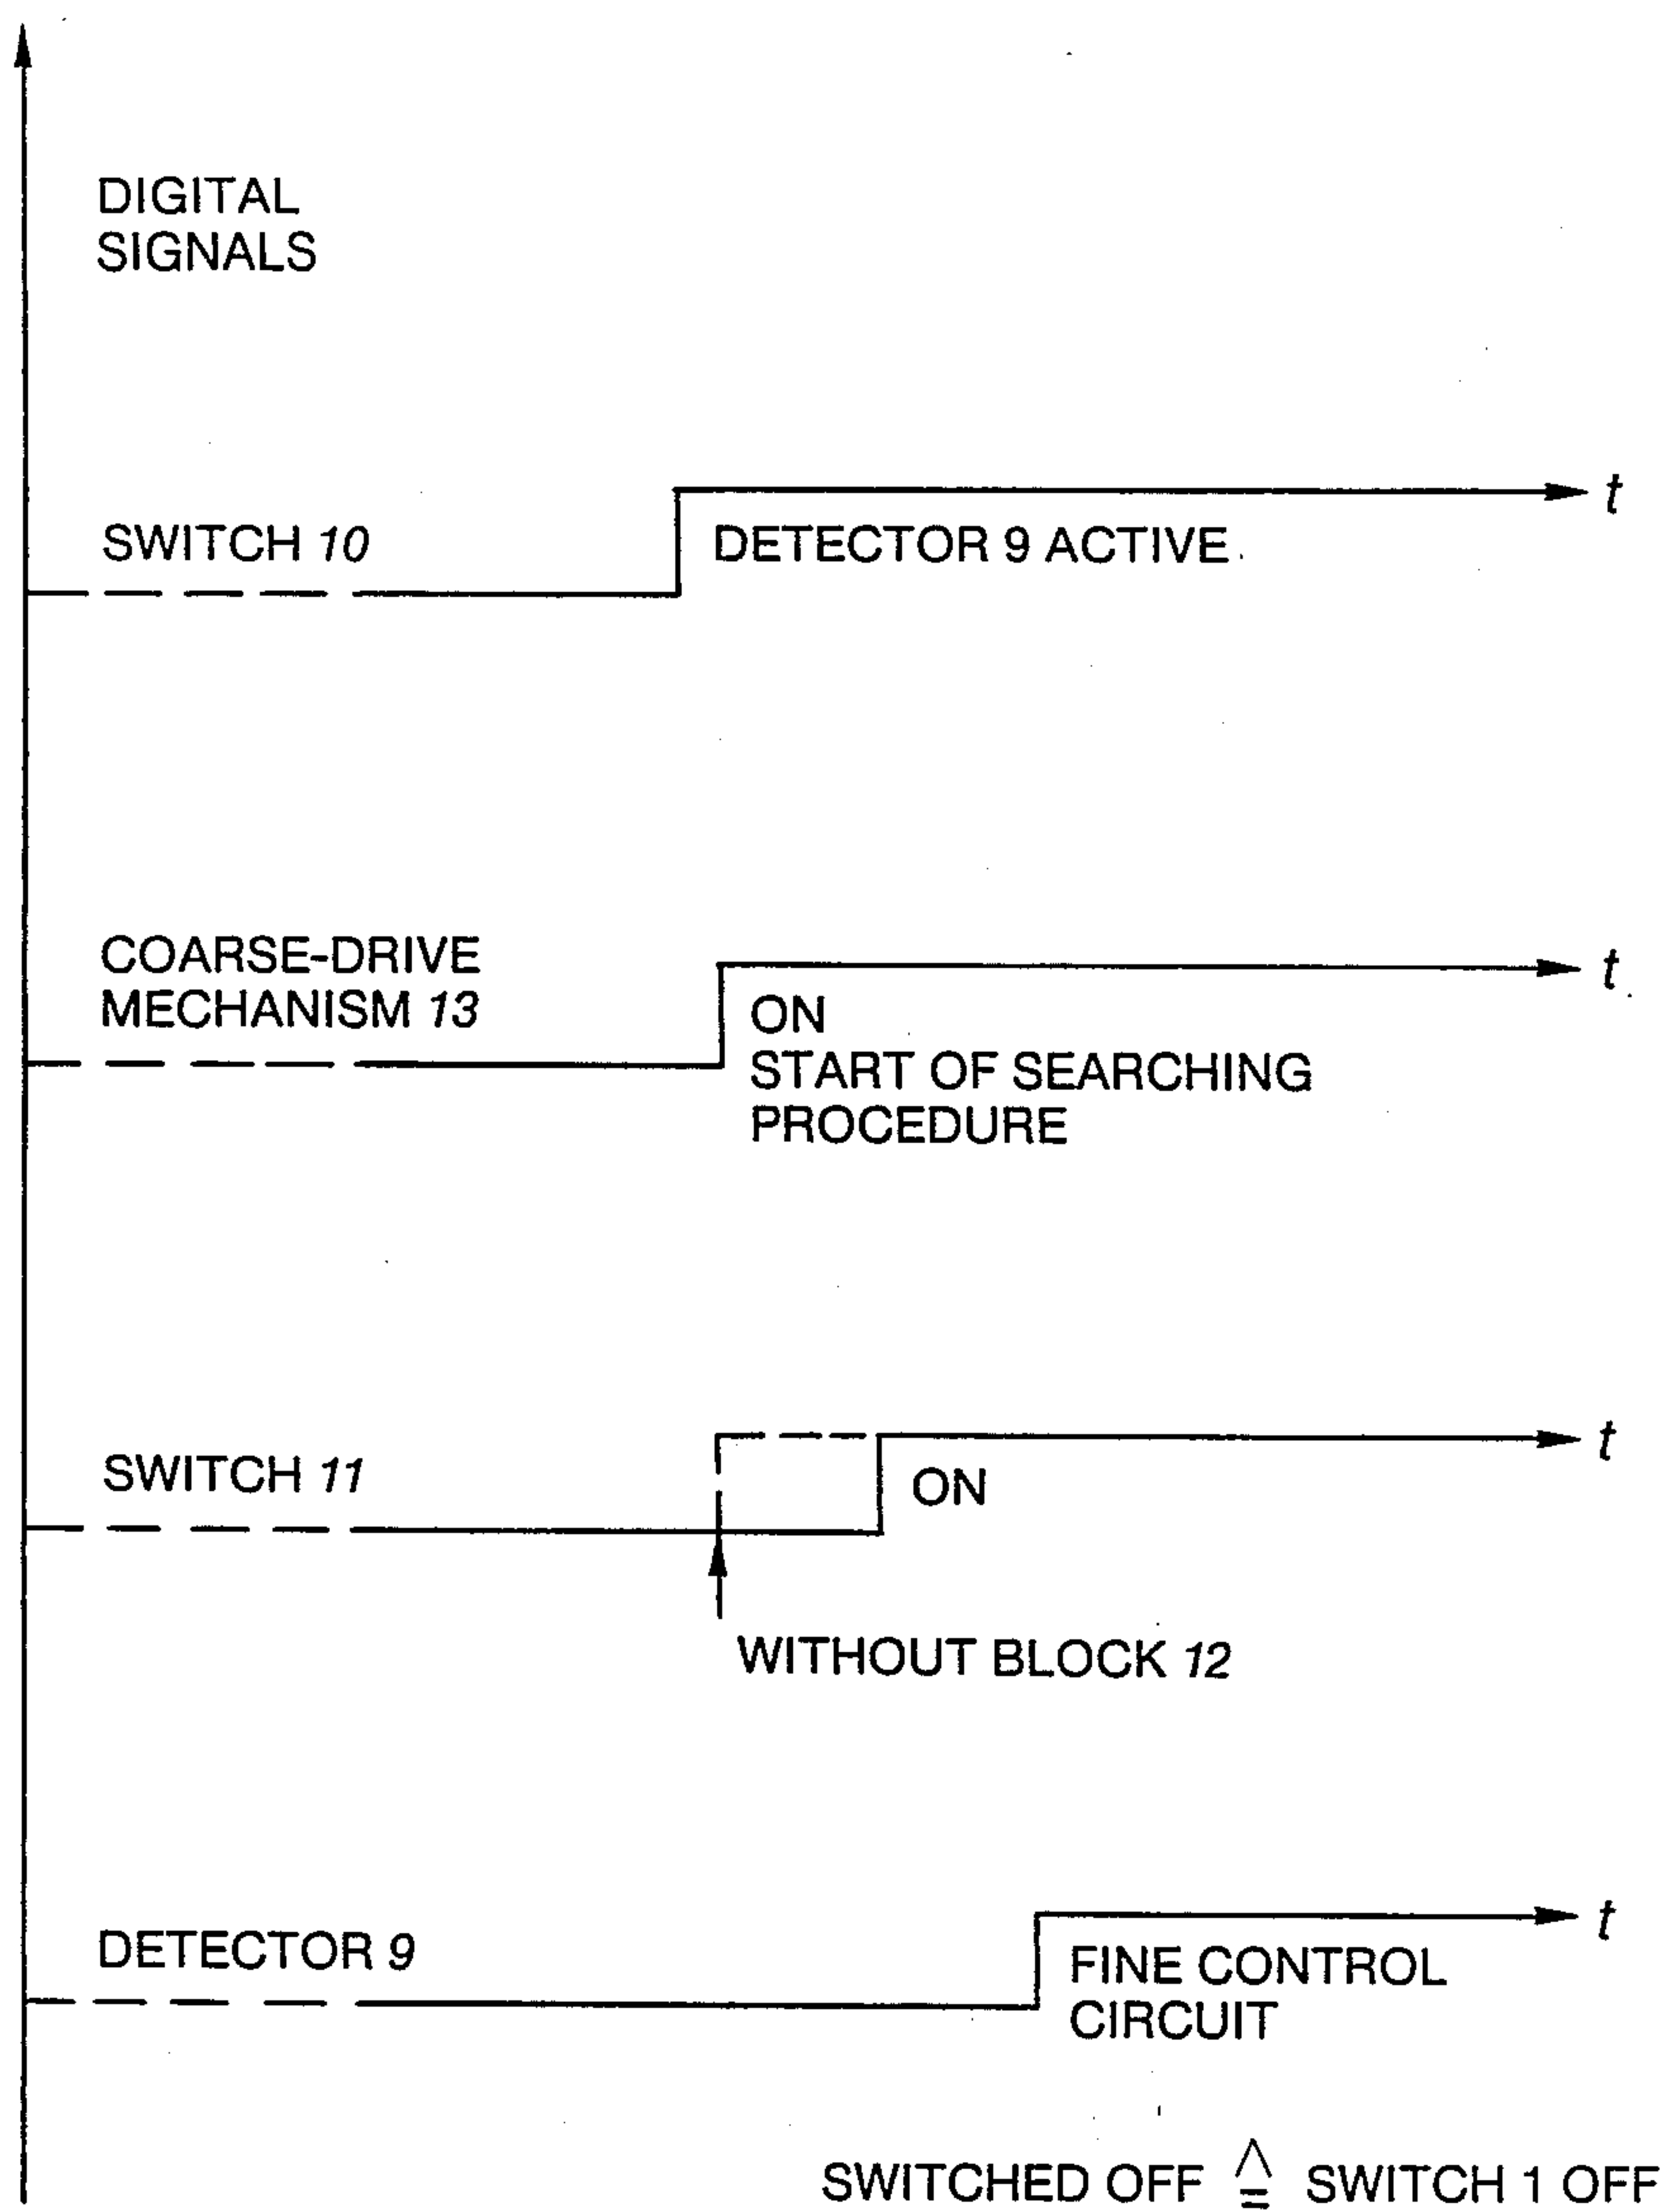 DIGITAL
SIGNALS
t
SWITCH 10
DETECTOR 9 ACTIVE
COARSE-DRIVE
MECHANISM 13
t
ON
START OF SEARCHING
PROCEDURE
t
SWITCH 11
ON
WITHOUT BLOCK 12
t
DETECTOR 9
FINE CONTROL
CIRCUIT
SWITCHED OFF ≙ SWITCH 1 OFF